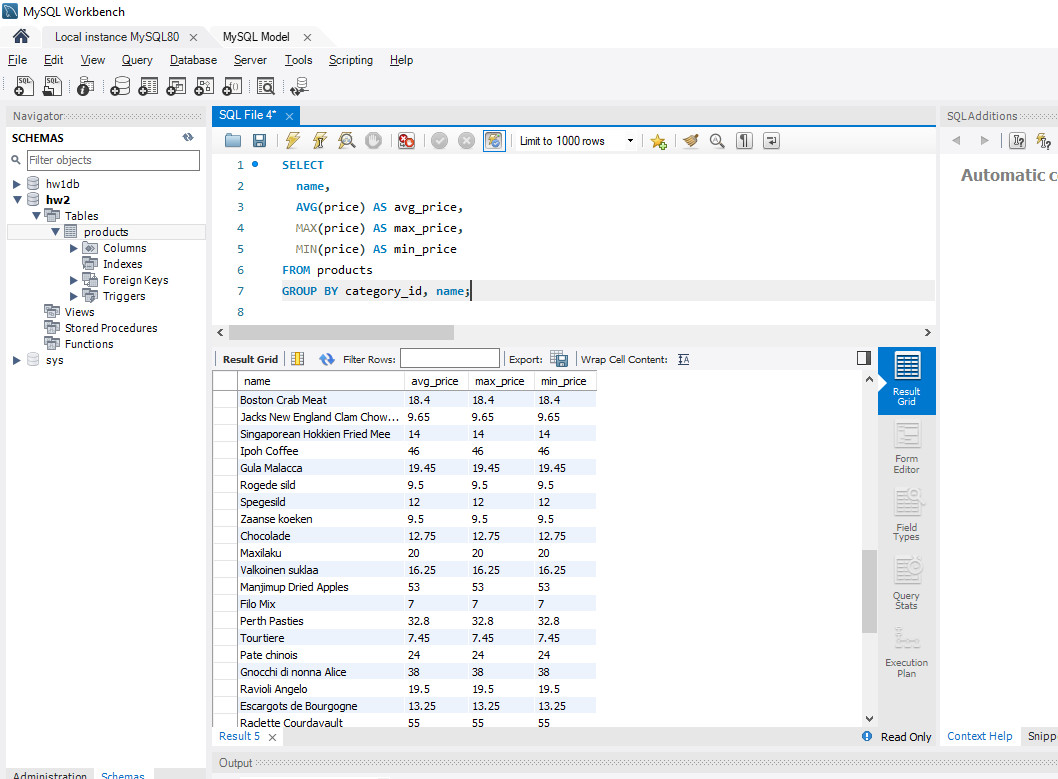 MySQL Workbench
Local instance MySQL80 MySQL Model
File Edit View Query Database Server Tools Scripting Help
Navigator
SCHEMAS
Filter objects
hw1db
hw2
Tables
products
Columns
Indexes
Foreign Keys
Triggers
Views
Stored Procedures
Functions
sys
Administration Schemas
SQL File 4*
Limit to 1000 rows
1 SELECT
2 name,
3 AVG(price) AS avg_price,
4 MAX(price) AS max_price,
5 MIN(price) AS min_price
6 FROM products
7 GROUP BY category_id, name;
8
Result Grid Filter Rows: Export: Wrap Cell Content:
name avg_price max_price min_price
Boston Crab Meat 18.4 18.4 18.4
Jacks New England Clam Chow... 9.65 9.65 9.65
Singaporean Hokkien Fried Mee 14 14 14
Ipoh Coffee 46 46 46
Gula Malacca 19.45 19.45 19.45
Rogede sild 9.5 9.5 9.5
Spegesild 12 12 12
Zaanse koeken 9.5 9.5 9.5
Chocolade 12.75 12.75 12.75
Maxilaku 20 20 20
Valkoinen suklaa 16.25 16.25 16.25
Manjimup Dried Apples 53 53 53
Filo Mix 7 7 7
Perth Pasties 32.8 32.8 32.8
Tourtiere 7.45 7.45 7.45
Pate chinois 24 24 24
Gnocchi di nonna Alice 38 38 38
Ravioli Angelo 19.5 19.5 19.5
Escargots de Bourgogne 13.25 13.25 13.25
Raclette Courdavault 55 55 55
Result 5
Read Only
Output
Result
Grid
Form
Editor
Field
Types
Query
Stats
Execution
Plan
SQLAdditions
Automatic c
Context Help Snipp